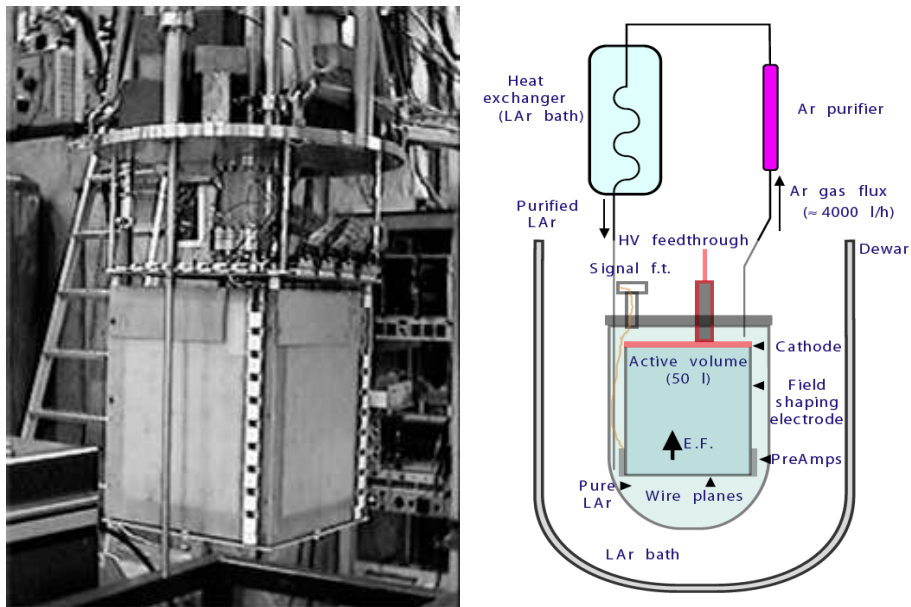 Heat
exchanger
(LAr bath)
Ar purifier
Purified
LAr
Ar gas flux
(≈ 4000 l/h)
HV feedthrough
Dewar
Signal f.t.
Cathode
Active volume
(50 l)
Field
shaping
electrode
E.F.
PreAmps
Pure
LAr
Wire planes
LAr bath